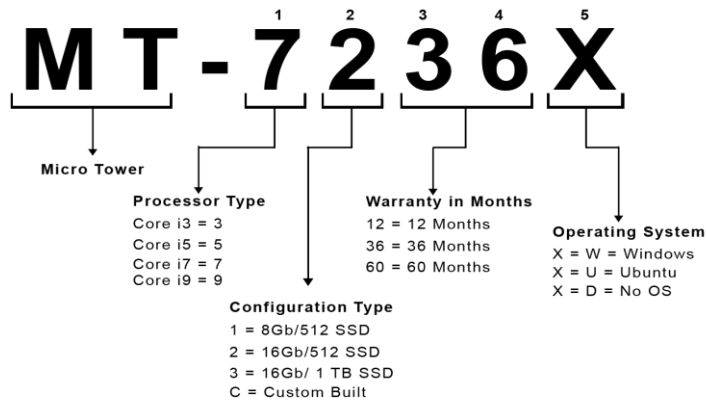 1 2 3 4 5
MT-7236X
Micro Tower
Processor Type
Core i3 = 3
Core i5 = 5
Core i7 = 7
Core i9 = 9
Configuration Type
1 = 8Gb/512 SSD
2 = 16Gb/512 SSD
3 = 16Gb/ 1 TB SSD
C = Custom Built
Warranty in Months
12 = 12 Months
36 = 36 Months
60 = 60 Months
Operating System
X = W = Windows
X = U = Ubuntu
X = D = No OS